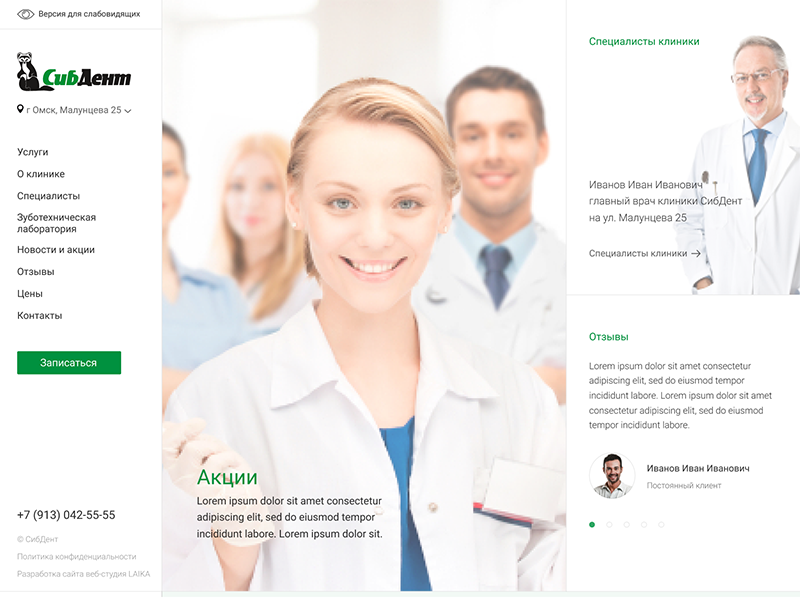 Версия для слабовидящих
СибДент
г Омск, Малунцева 25
Услуги
О клинике
Специалисты
Зуботехническая
лаборатория
Новости и акции
Отзывы
Цены
Контакты
Записаться
+7 (913) 042-55-55
© СибДент
Политика конфиденциальности
Разработка сайта веб-студия LAIKA
Акции
Lorem ipsum dolor sit amet consectetur
adipiscing elit, sed do eiusmod tempor
incididunt labore. Lorem ipsum dolor sit.
Специалисты клиники
Иванов Иван Иванович
главный врач клиники СибДент
на ул. Малунцева 25
Специалисты клиники
Отзывы
Lorem ipsum dolor sit amet consectetur
adipiscing elit, sed do eiusmod tempor
incididunt labore. Lorem ipsum dolor sit amet
consectetur adipiscing elit, sed do eiusmod
tempor incididunt labore.
Иванов Иван Иванович
Постоянный клиент